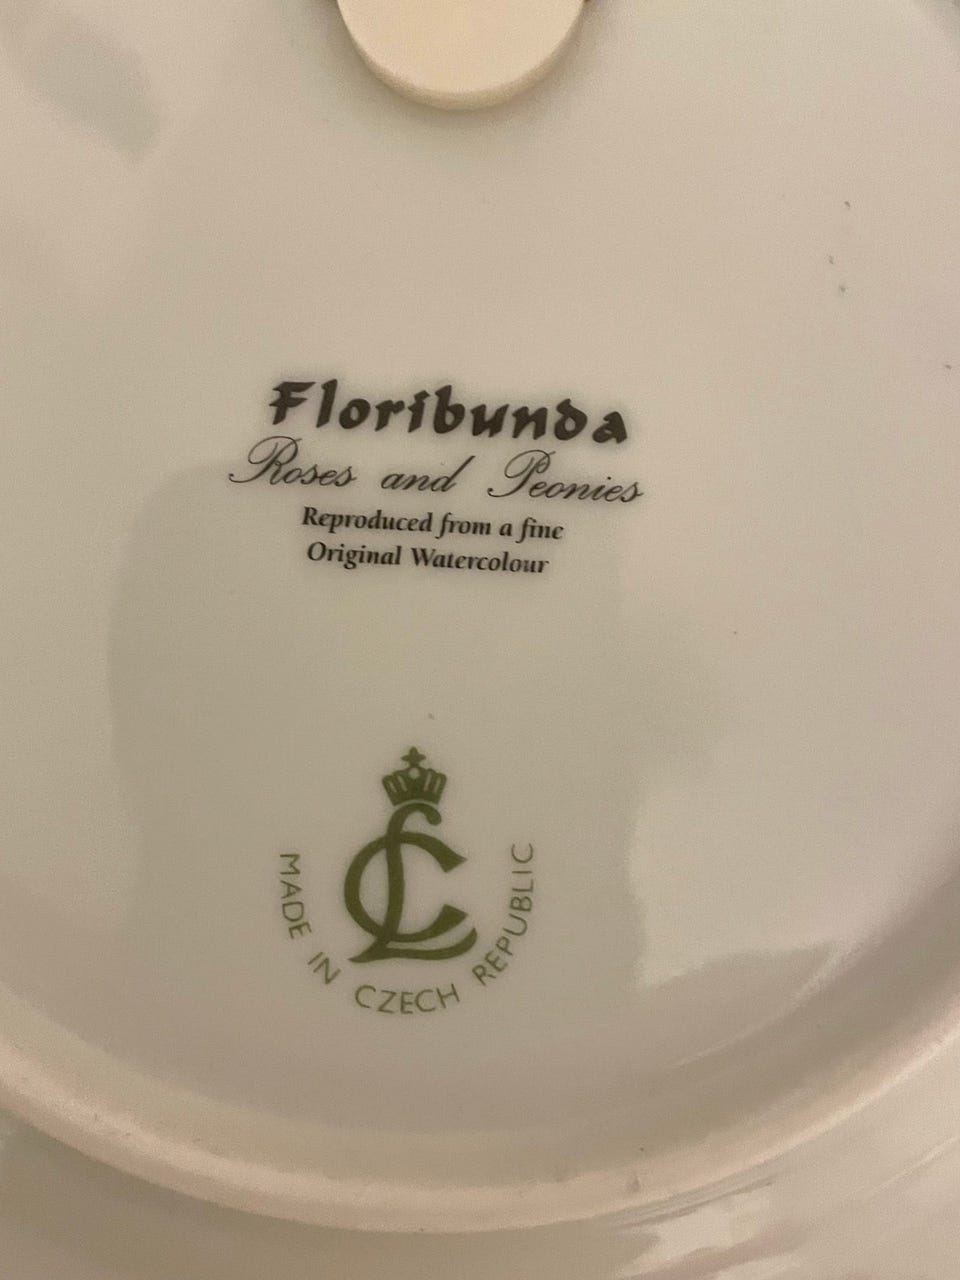 Floribunda
Roses and Peonies
Reproduced from a fine
Original Watercolour
CL
MADE IN CZECH REPUBLIC